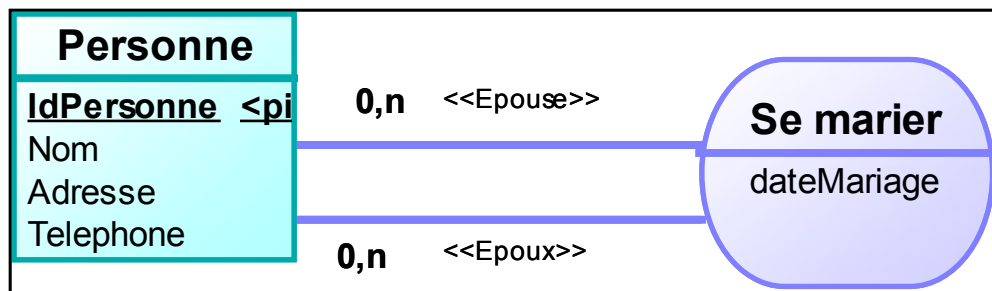 Personne
IdPersonne <pi
Nom
Adresse
Telephone
0,n <<Epouse>>
0,n <<Epoux>>
Se marier
dateMariage